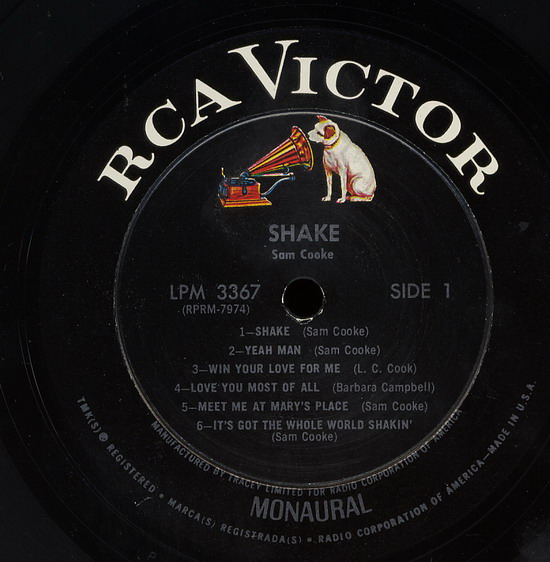 RCA VICTOR
SHAKE
Sam Cooke
LPM 3367
SIDE 1
(RPRM-7974)
1—SHAKE (Sam Cooke)
2—YEAH MAN (Sam Cooke)
3—WIN YOUR LOVE FOR ME (L. C. Cook)
4—LOVE YOU MOST OF ALL (Barbara Campbell)
5—MEET ME AT MARY'S PLACE (Sam Cooke)
6—IT'S GOT THE WHOLE WORLD SHAKIN'
(Sam Cooke)
MANUFACTURED BY TRACEY LIMITED FOR RADIO CORPORATION OF AMERICA
MONAURAL
TMK(S) ® REGISTERED • MARCA(S) REGISTRADA(S) • RADIO CORPORATION OF AMERICA—MADE IN U.S.A.